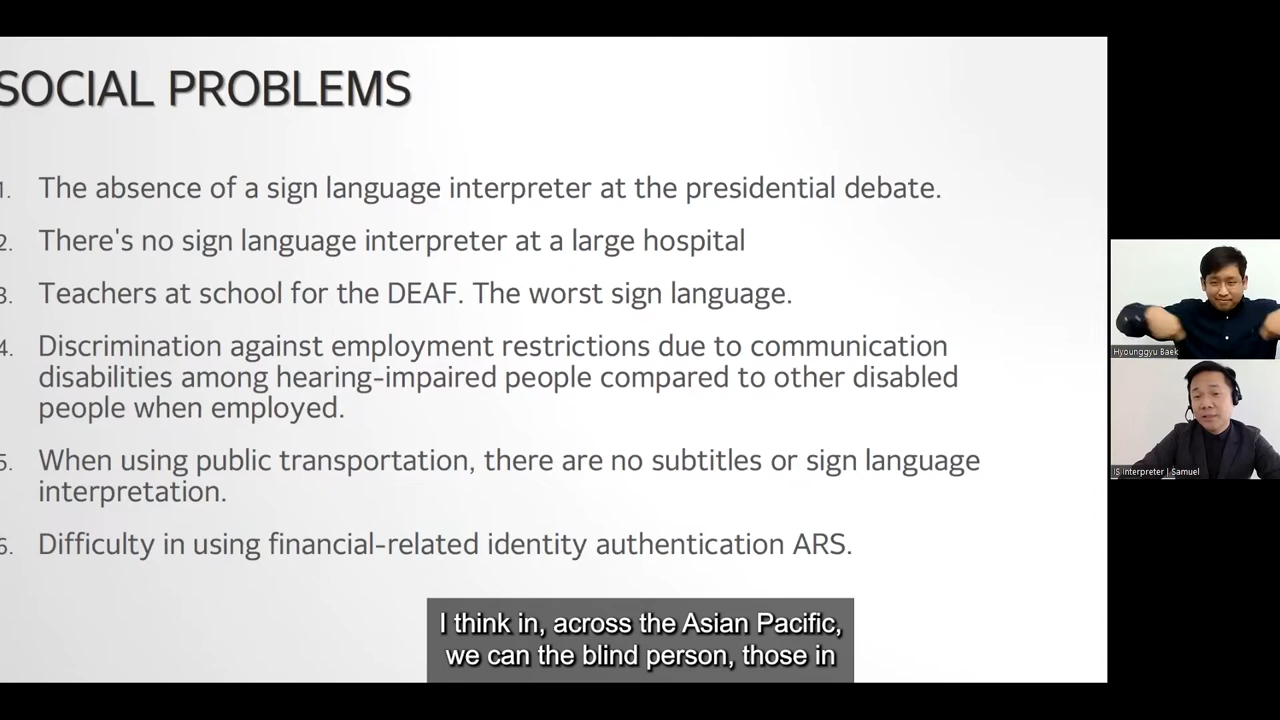 SOCIAL PROBLEMS
1. The absence of a sign language interpreter at the presidential debate.
2. There's no sign language interpreter at a large hospital
3. Teachers at school for the DEAF. The worst sign language.
4. Discrimination against employment restrictions due to communication
disabilities among hearing-impaired people compared to other disabled
people when employed.
5. When using public transportation, there are no subtitles or sign language
interpretation.
6. Difficulty in using financial-related identity authentication ARS.
Hyounggyu Baek
IS Interpreter | Samuel
I think in, across the Asian Pacific,
we can the blind person, those in